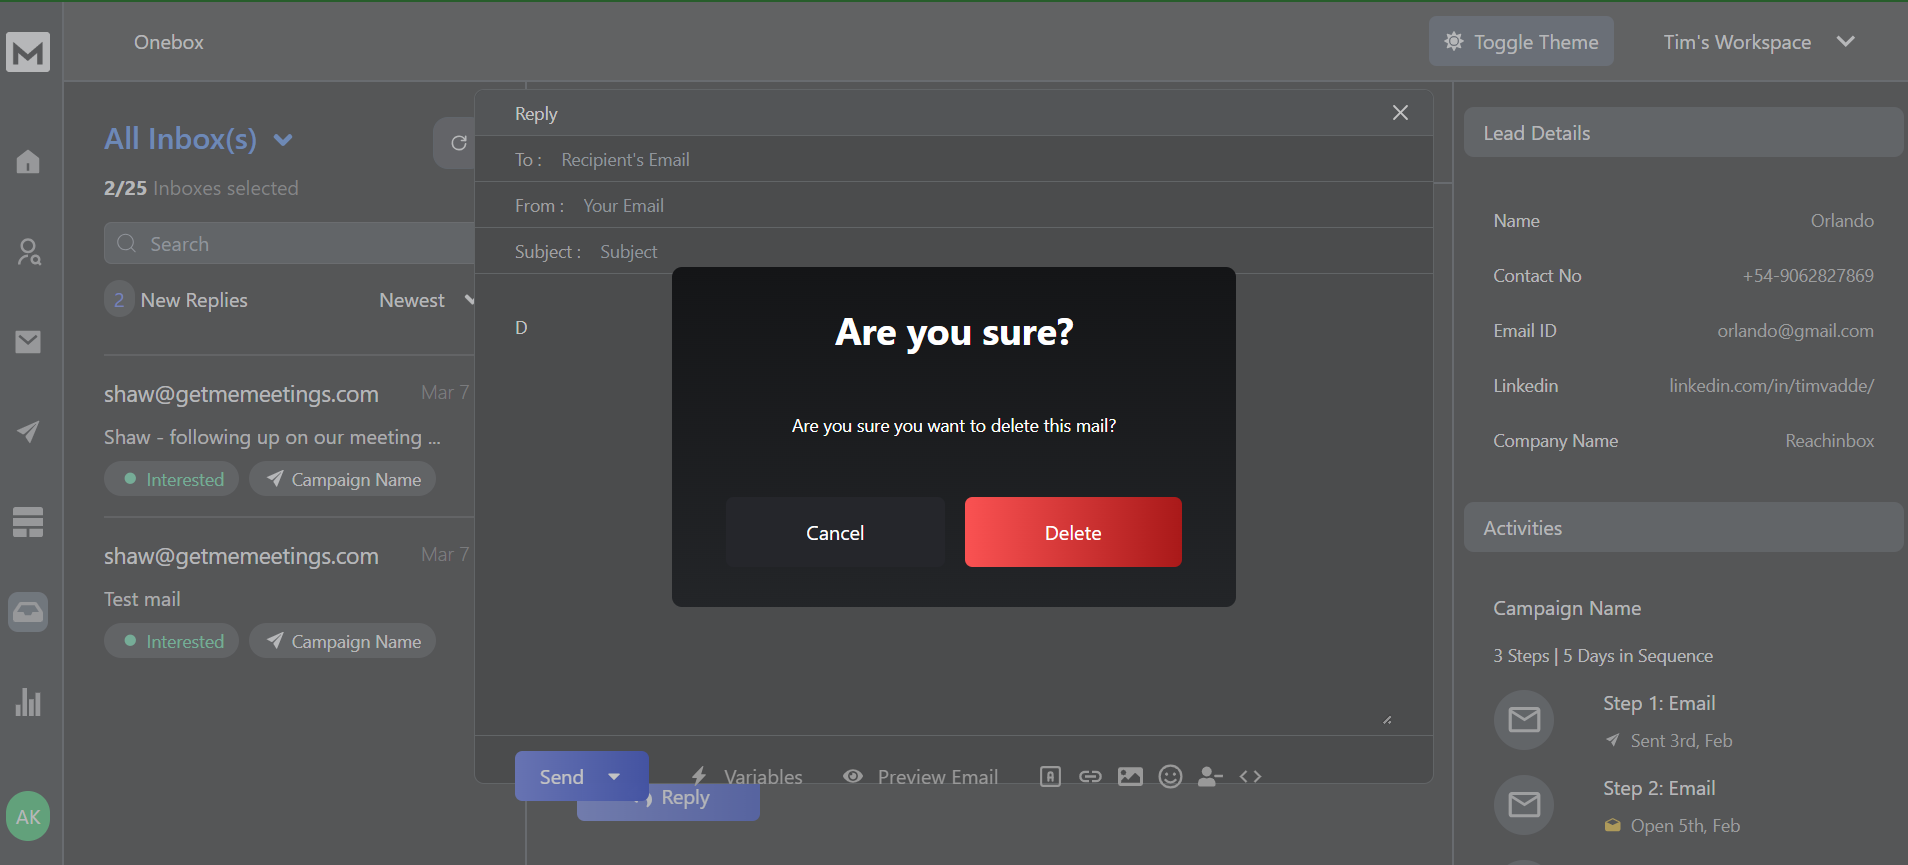 M
Onebox
Toggle Theme
Tim's Workspace
All Inbox(s)
2/25 Inboxes selected
Search
2 New Replies
Newest
shaw@getmemeetings.com
Mar 7
Shaw - following up on our meeting ...
Interested
Campaign Name
shaw@getmemeetings.com
Mar 7
Test mail
Interested
Campaign Name
AK
Reply
To : Recipient's Email
From : Your Email
Subject : Subject
D
Are you sure?
Are you sure you want to delete this mail?
Cancel
Delete
Send
Variables
Preview Email
A
Reply
Lead Details
Name Orlando
Contact No +54-9062827869
Email ID orlando@gmail.com
Linkedin linkedin.com/in/timvadde/
Company Name Reachinbox
Activities
Campaign Name
3 Steps | 5 Days in Sequence
Step 1: Email
Sent 3rd, Feb
Step 2: Email
Open 5th, Feb